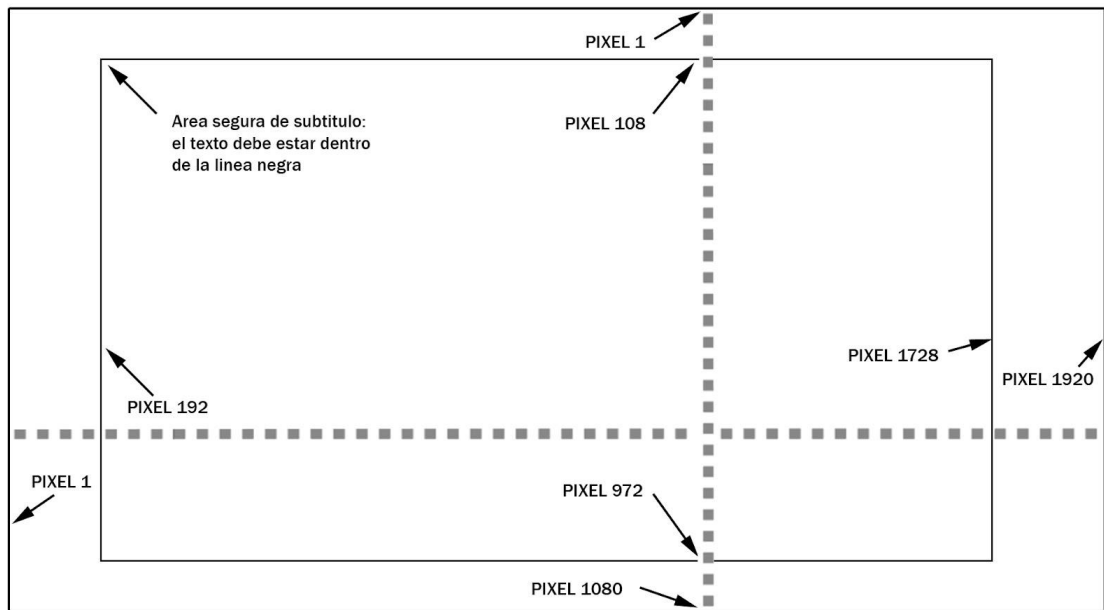 PIXEL 1
PIXEL 108
Area segura de subtitulo:
el texto debe estar dentro
de la linea negra
PIXEL 1728
PIXEL 1920
PIXEL 192
PIXEL 1
PIXEL 972
PIXEL 1080